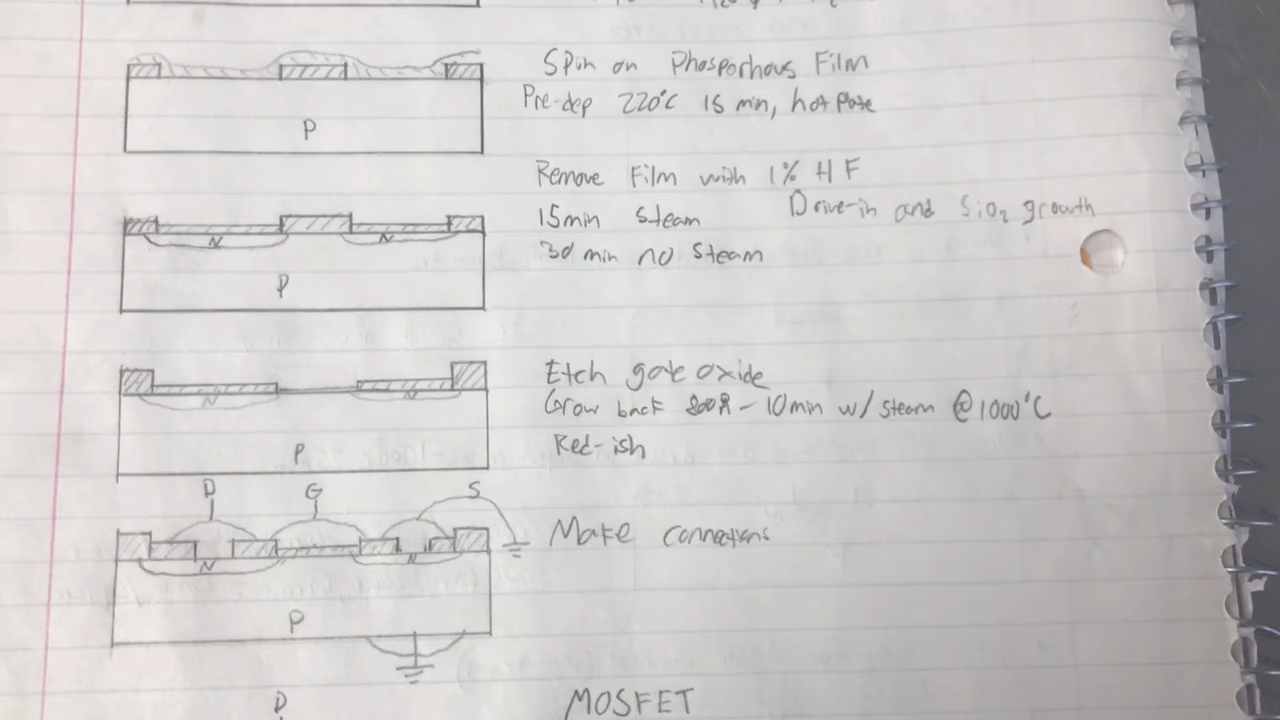 Spin on Phosporhous Film
Pre-dep 220°C 15 min, hot plate
P
Remove Film with 1% HF
15min Steam Drive-in and SiO₂ growth
30 min no Steam
N N
P
Etch gate oxide
Grow back 800Å - 10min w/ steam @ 1000°C
Red-ish
N N
P
D G S
Make connections
N N
P
D
MOSFET